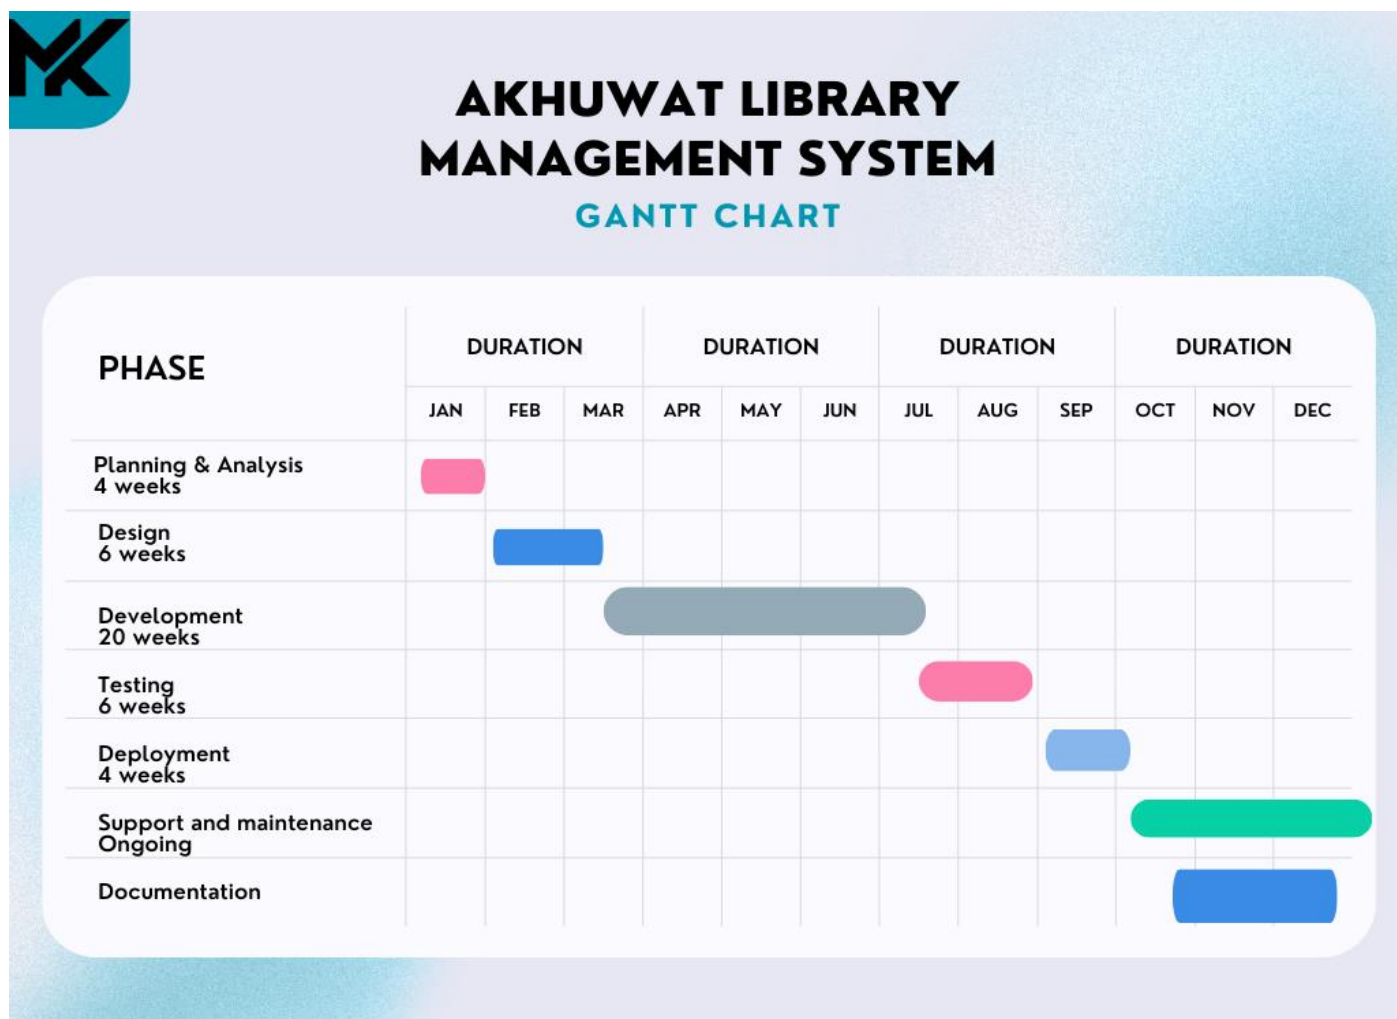 MK
AKHUWAT LIBRARY
MANAGEMENT SYSTEM
GANTT CHART
PHASE
DURATION DURATION DURATION DURATION
JAN FEB MAR APR MAY JUN JUL AUG SEP OCT NOV DEC
Planning & Analysis
4 weeks
Design
6 weeks
Development
20 weeks
Testing
6 weeks
Deployment
4 weeks
Support and maintenance
Ongoing
Documentation